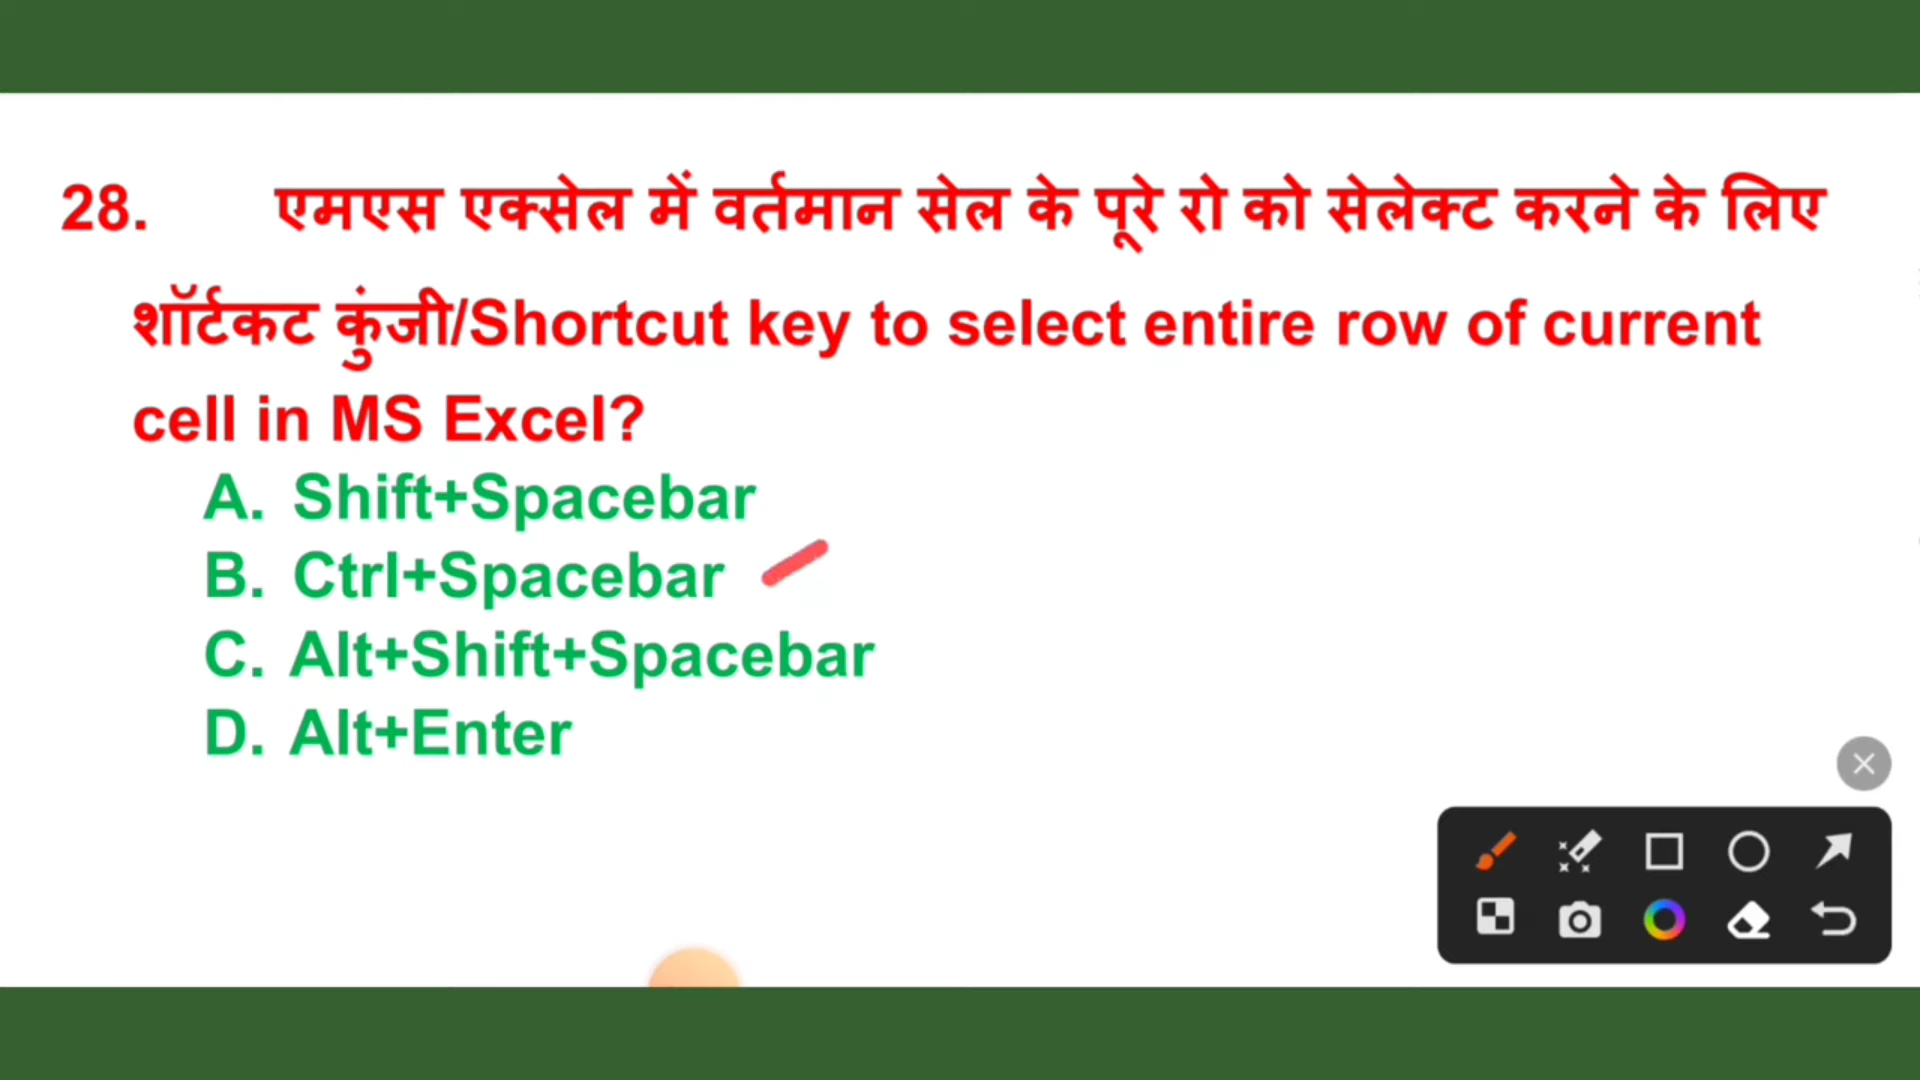 28. एमएस एक्सेल में वर्तमान सेल के पूरे रो को सेलेक्ट करने के लिए
शॉर्टकट कुंजी/Shortcut key to select entire row of current
cell in MS Excel?
A. Shift+Spacebar
B. Ctrl+Spacebar
C. Alt+Shift+Spacebar
D. Alt+Enter